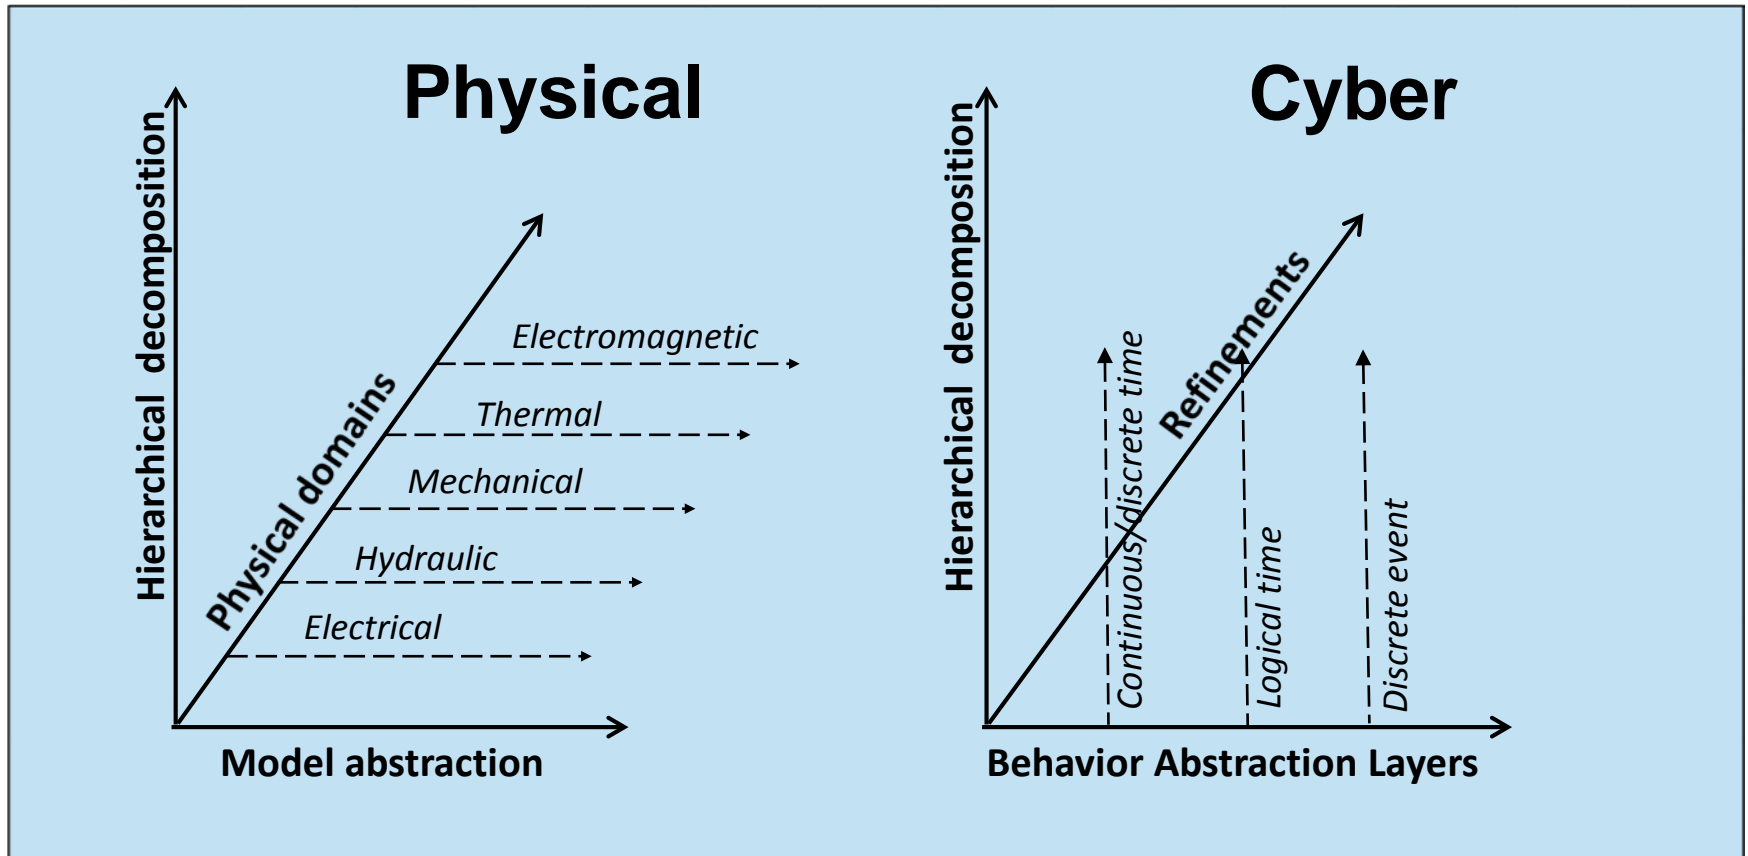 Physical
Hierarchical decomposition
Physical domains
Electromagnetic
Thermal
Mechanical
Hydraulic
Electrical
Model abstraction
Cyber
Hierarchical decomposition
Refinements
Continuous/discrete time
Logical time
Discrete event
Behavior Abstraction Layers